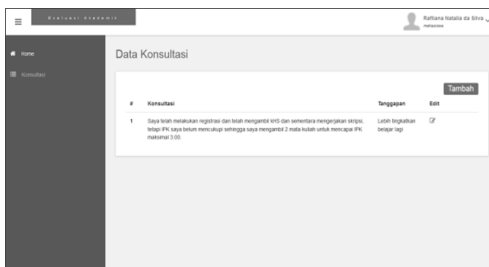 Evaluasi Akademik
Rafliana Natalia da Silva
Home
Konsultasi
Data Konsultasi
Tambah
# Konsultasi Tanggapan Edit
1 Saya telah melakukan registrasi dan telah mengambil KHS dan sementara mengerjakan skripsi, Lebih tingkatkan
tetapi IPK saya belum mencukupi sehingga saya mengambil 2 mata kuliah untuk mencapai IPK belajar lagi
maksimal 3.00.